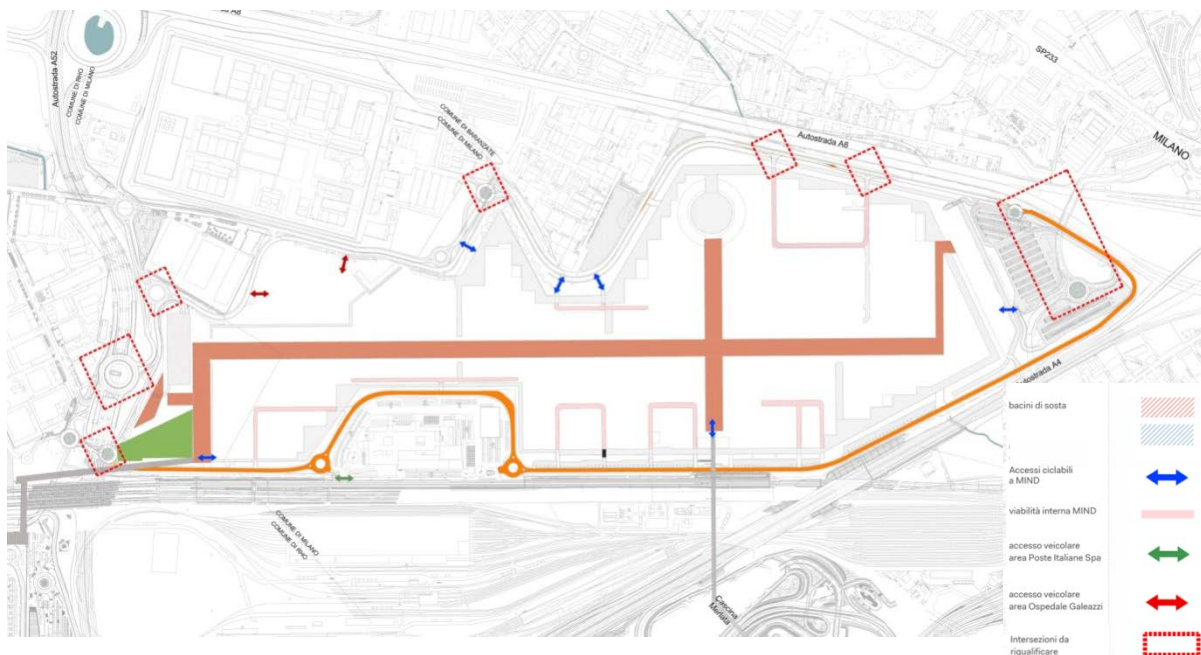 A8
Autostrada A52
COMUNE DI RHO
COMUNE DI MILANO
SP233
COMUNE DI BARANZATE
COMUNE DI MILANO
Autostrada A8
MILANO
Autostrada A4
COMUNE DI MILANO
COMUNE DI RHO
Cascina
Merlata
bacini di sosta
Accessi ciclabili
a MIND
viabilità interna MIND
accesso veicolare
area Poste Italiane Spa
accesso veicolare
area Ospedale Galeazzi
Intersezioni da
riqualificare